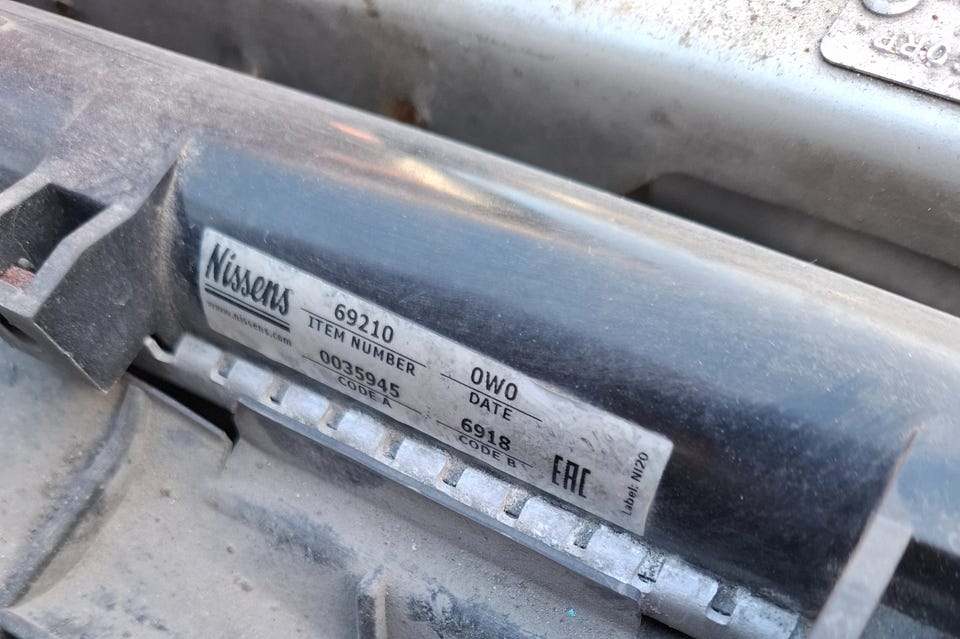 Nissens
www.nissens.com
69210
ITEM NUMBER
0035945
CODE A
0W0
DATE
6918
CODE B
EAC
Label: NI20